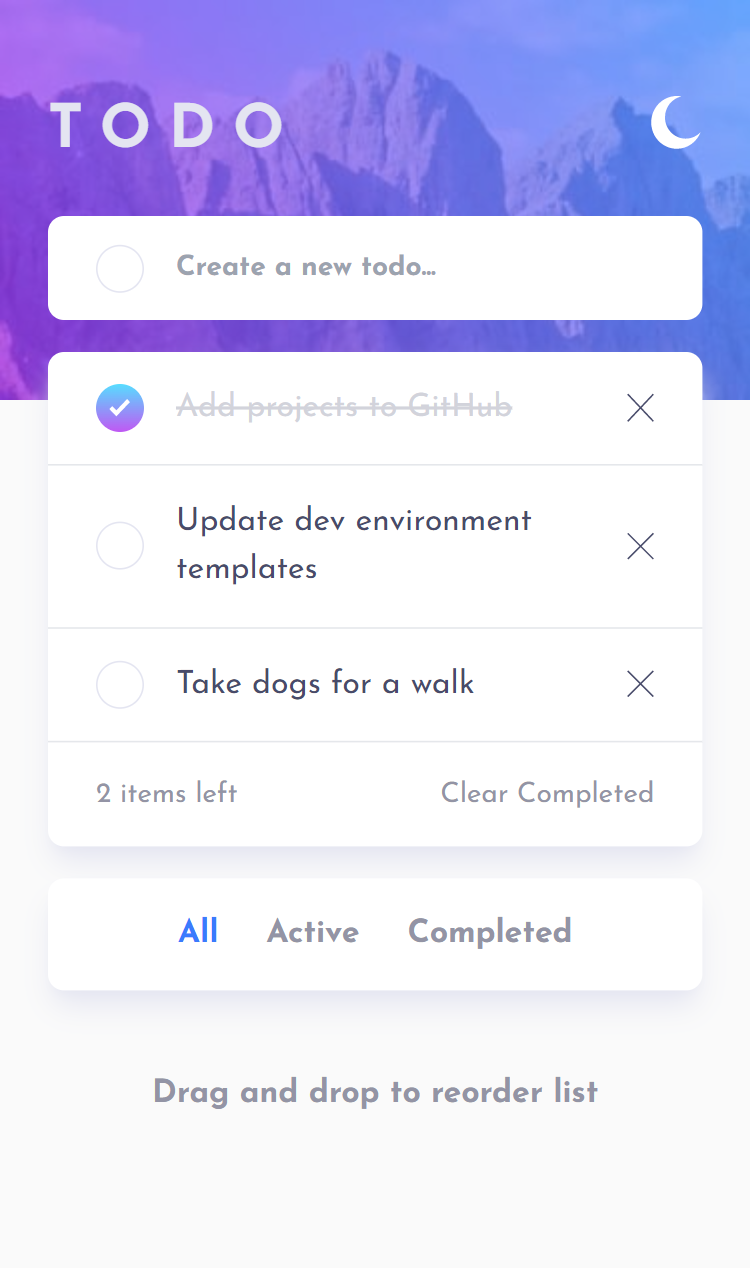 TODO
Create a new todo...
Add projects to GitHub
Update dev environment
templates
Take dogs for a walk
2 items left Clear Completed
All Active Completed
Drag and drop to reorder list